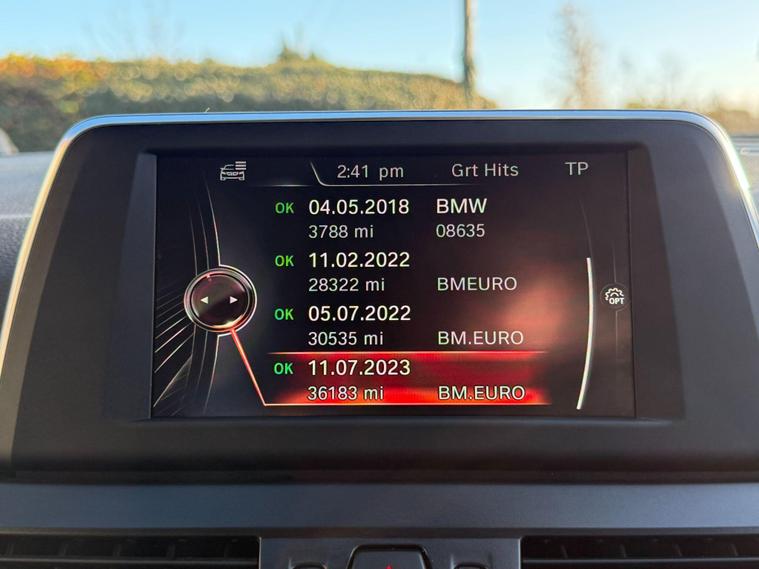 2:41 pm Grt Hits TP
OK 04.05.2018 BMW
3788 mi 08635
OK 11.02.2022
28322 mi BMEURO
OK 05.07.2022
30535 mi BM.EURO
OPT
OK 11.07.2023
36183 mi BM.EURO